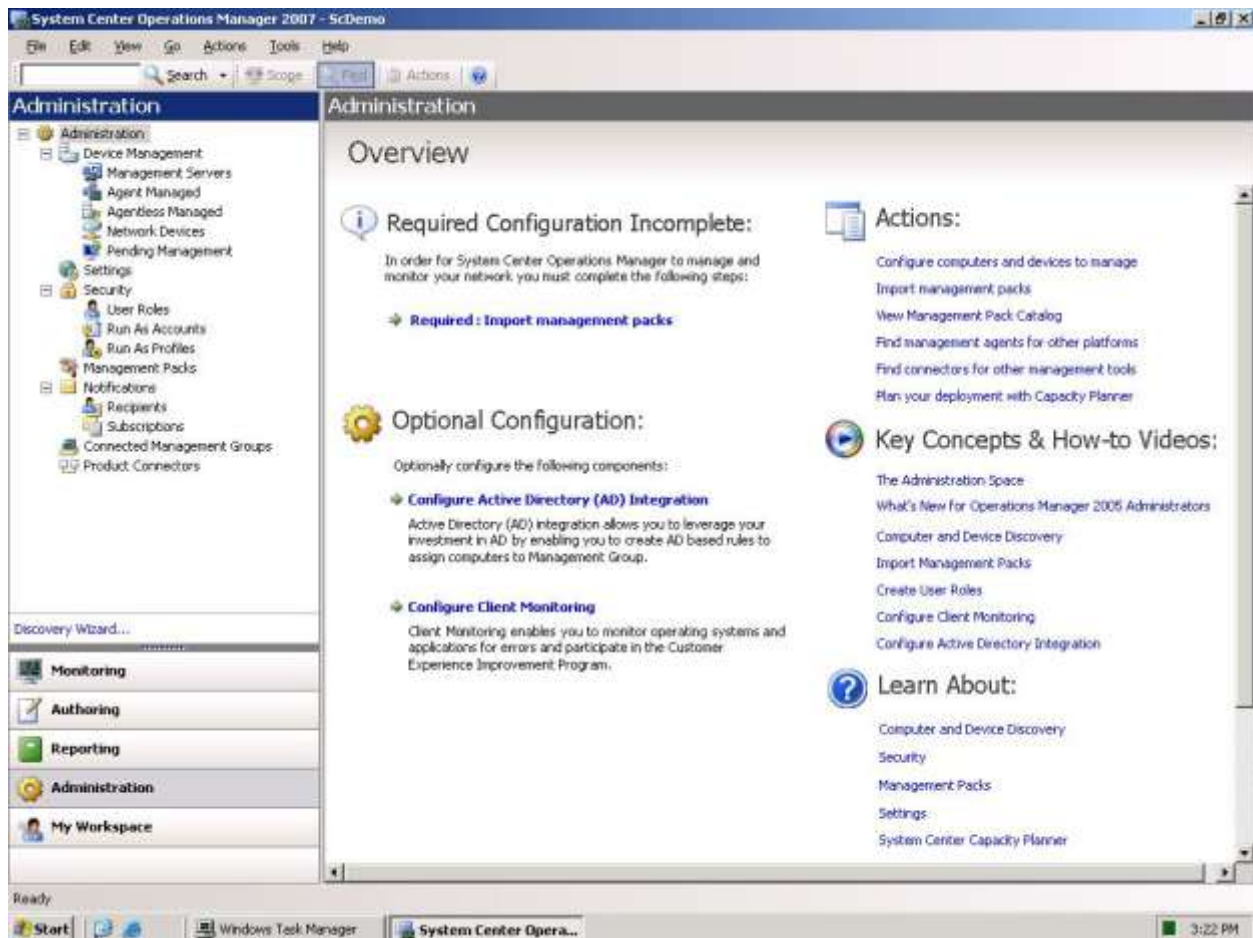 System Center Operations Manager 2007 - ScDemo
File Edit View Go Actions Tools Help
Search Scope Find Actions
Administration
Administration
Device Management
Management Servers
Agent Managed
Agentless Managed
Network Devices
Pending Management
Settings
Security
User Roles
Run As Accounts
Run As Profiles
Management Packs
Notifications
Recipients
Subscriptions
Connected Management Groups
Product Connectors
Discovery Wizard...
Monitoring
Authoring
Reporting
Administration
My Workspace
Administration
Overview
Required Configuration Incomplete:
In order for System Center Operations Manager to manage and
monitor your network you must complete the following steps:
Required : Import management packs
Optional Configuration:
Optionally configure the following components:
Configure Active Directory (AD) Integration
Active Directory (AD) integration allows you to leverage your
investment in AD by enabling you to create AD based rules to
assign computers to Management Group.
Configure Client Monitoring
Client Monitoring enables you to monitor operating systems and
applications for errors and participate in the Customer
Experience Improvement Program.
Actions:
Configure computers and devices to manage
Import management packs
View Management Pack Catalog
Find management agents for other platforms
Find connectors for other management tools
Plan your deployment with Capacity Planner
Key Concepts & How-to Videos:
The Administration Space
What's New for Operations Manager 2005 Administrators
Computer and Device Discovery
Import Management Packs
Create User Roles
Configure Client Monitoring
Configure Active Directory Integration
Learn About:
Computer and Device Discovery
Security
Management Packs
Settings
System Center Capacity Planner
Ready
Start Windows Task Manager System Center Opera... 3:22 PM